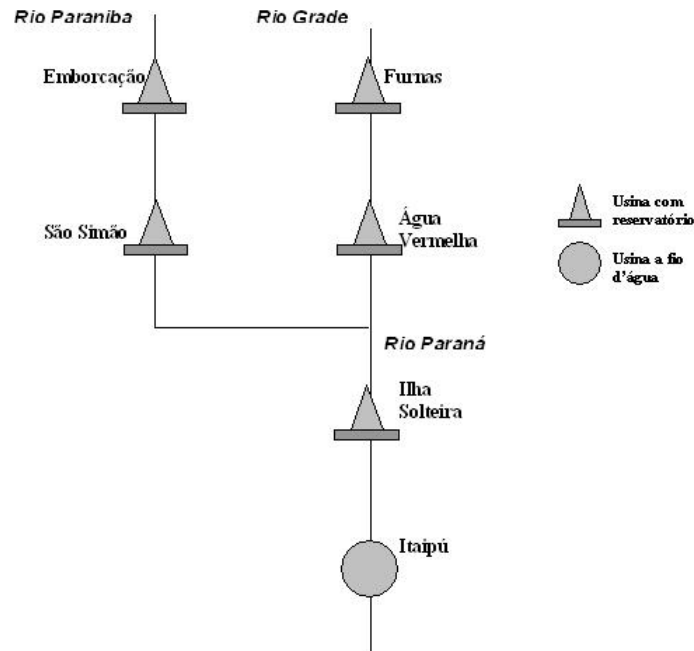 Rio Paraniba
Rio Grade
Emborcação
Furnas
São Simão
Água
Vermelha
Usina com
reservatório
Usina a fio
d'água
Rio Paraná
Ilha
Solteira
Itaipú